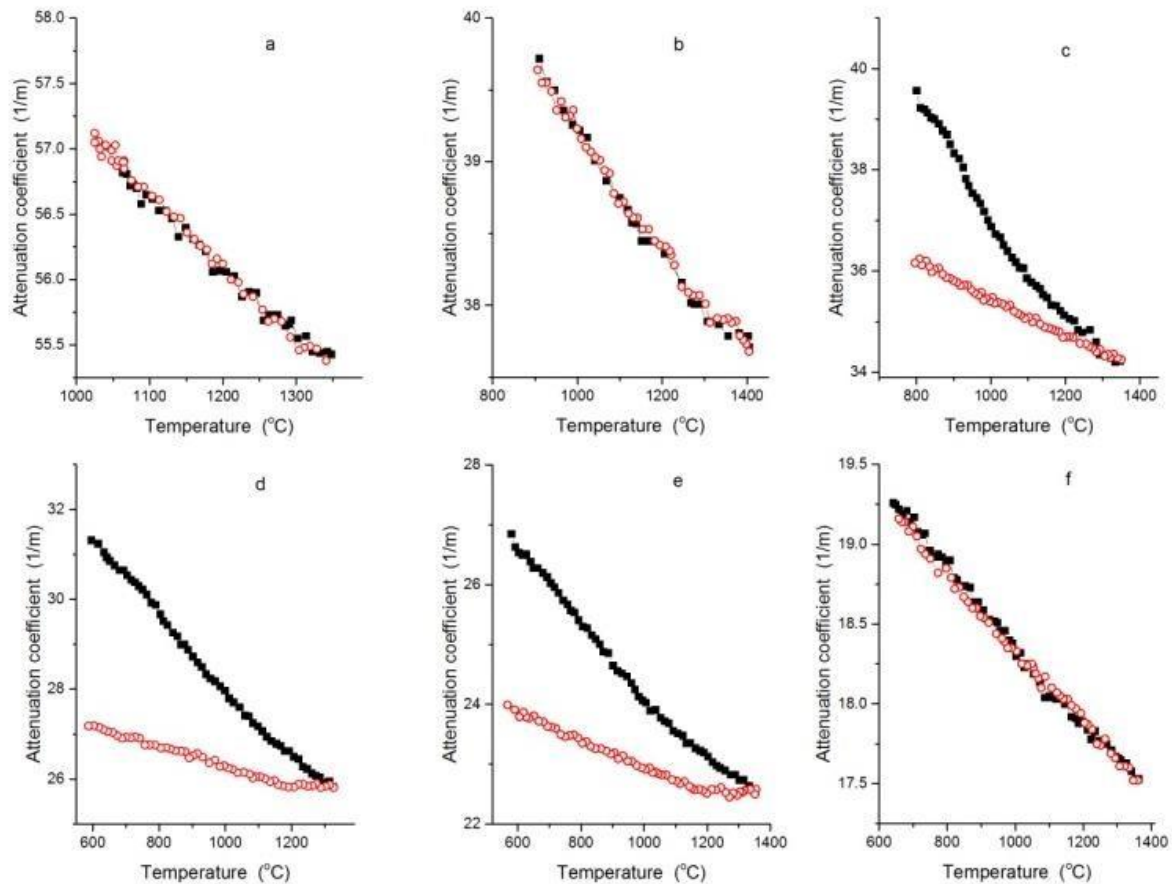 a
Attenuation coefficient (1/m)
58.0
57.5
57.0
56.5
56.0
55.5
1000 1100 1200 1300
Temperature (°C)
b
Attenuation coefficient (1/m)
40
39
38
800 1000 1200 1400
Temperature (°C)
c
Attenuation coefficient (1/m)
40
38
36
34
800 1000 1200 1400
Temperature (°C)
d
Attenuation coefficient (1/m)
32
30
28
26
600 800 1000 1200
Temperature (°C)
e
Attenuation coefficient (1/m)
28
26
24
22
600 800 1000 1200 1400
Temperature (°C)
f
Attenuation coefficient (1/m)
19.5
19.0
18.5
18.0
17.5
600 800 1000 1200 1400
Temperature (°C)